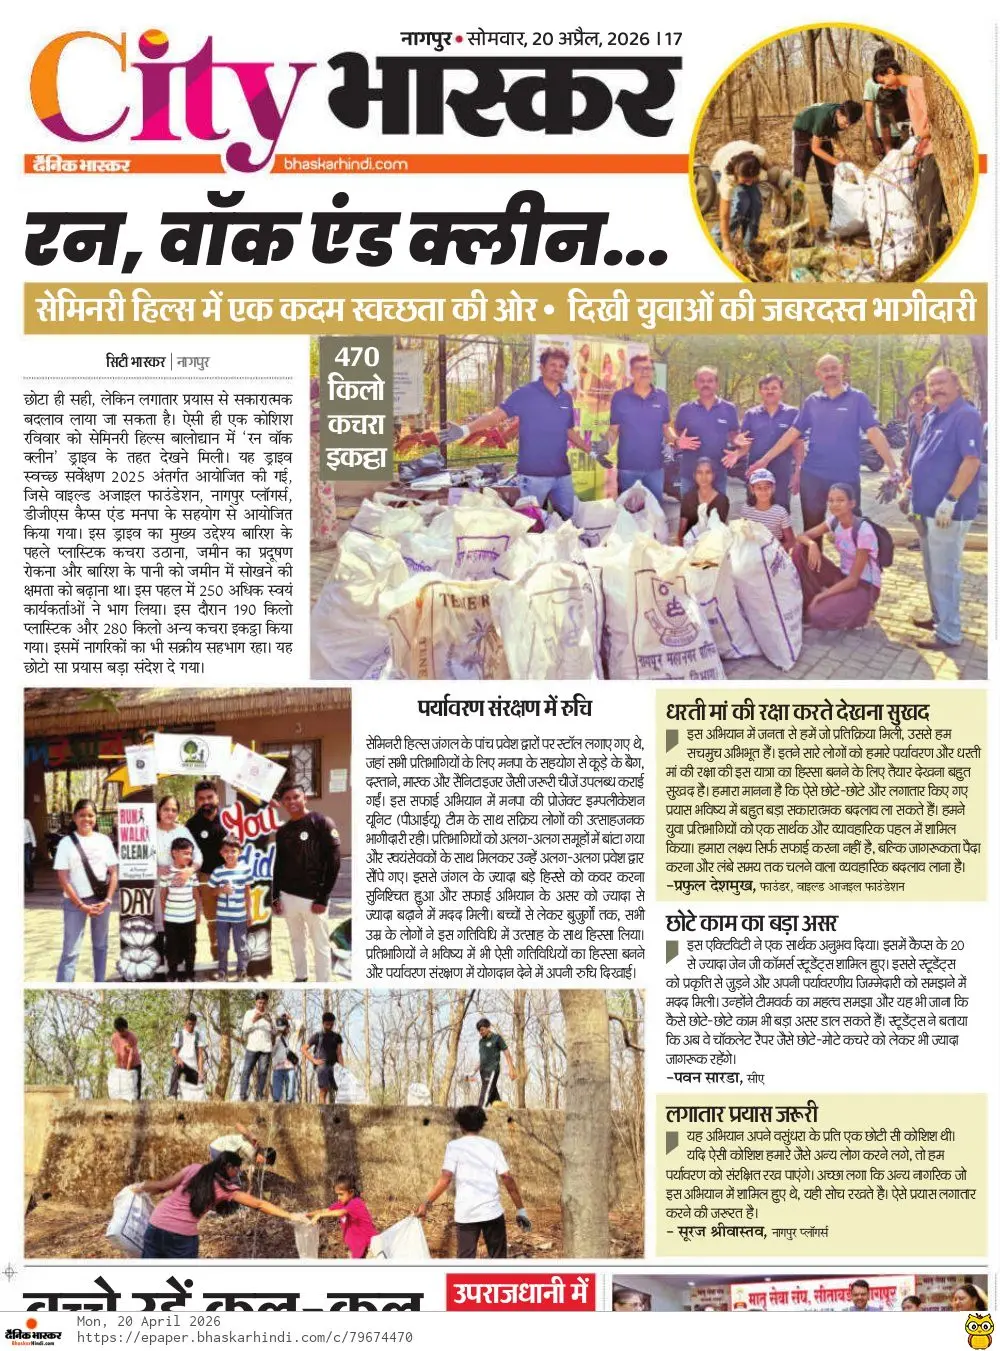 नागपुर • सोमवार, 20 अप्रैल, 2026 । 17
City भास्कर
दैनिक भास्कर
bhaskarhindi.com
रन, वॉक एंड क्लीन...
सेमिनरी हिल्स में एक कदम स्वच्छता की ओर • दिखी युवाओं की जबरदस्त भागीदारी
सिटी भास्कर | नागपुर
छोटा ही सही, लेकिन लगातार प्रयास से सकारात्मक
बदलाव लाया जा सकता है। ऐसी ही एक कोशिश
रविवार को सेमिनरी हिल्स बालोद्यान में 'रन वॉक
क्लीन' ड्राइव के तहत देखने मिली। यह ड्राइव
स्वच्छ सर्वेक्षण 2025 अंतर्गत आयोजित की गई,
जिसे वाइल्ड अजाइल फाउंडेशन, नागपुर प्लॉगर्स,
डीजीएस कैप्स एंड मनपा के सहयोग से आयोजित
किया गया। इस ड्राइव का मुख्य उद्देश्य बारिश के
पहले प्लास्टिक कचरा उठाना, जमीन का प्रदूषण
रोकना और बारिश के पानी को जमीन में सोखने की
क्षमता को बढ़ाना था। इस पहल में 250 अधिक स्वयं
कार्यकर्ताओं ने भाग लिया। इस दौरान 190 किलो
प्लास्टिक और 280 किलो अन्य कचरा इकट्ठा किया
गया। इसमें नागरिकों का भी सक्रीय सहभाग रहा। यह
छोटो सा प्रयास बड़ा संदेश दे गया।
470
किलो
कचरा
इकट्ठा
नागपूर महानगर पालिका
RUN
WALK
CLEAN
DAY
You
did
it
पर्यावरण संरक्षण में रुचि
सेमिनरी हिल्स जंगल के पांच प्रवेश द्वारों पर स्टॉल लगाए गए थे,
जहां सभी प्रतिभागियों के लिए मनपा के सहयोग से कूड़े के बैग,
दस्ताने, मास्क और सैनिटाइजर जैसी जरूरी चीजें उपलब्ध कराई
गईं। इस सफाई अभियान में मनपा की प्रोजेक्ट इम्पलीकेशन
यूनिट (पीआईयू) टीम के साथ सक्रिय लोगों की उत्साहजनक
भागीदारी रही। प्रतिभागियों को अलग-अलग समूहों में बांटा गया
और स्वयंसेवकों के साथ मिलकर उन्हें अलग-अलग प्रवेश द्वार
सौंपे गए। इससे जंगल के ज्यादा बड़े हिस्से को कवर करना
सुनिश्चित हुआ और सफाई अभियान के असर को ज्यादा से
ज्यादा बढ़ाने में मदद मिली। बच्चों से लेकर बुजुर्गो तक, सभी
उम्र के लोगों ने इस गतिविधि में उत्साह के साथ हिस्सा लिया।
प्रतिभागियों ने भविष्य में भी ऐसी गतिविधियों का हिस्सा बनने
और पर्यावरण संरक्षण में योगदान देने में अपनी रुचि दिखाई।
धरती मां की रक्षा करते देखना सुखद
इस अभियान में जनता से हमें जो प्रतिक्रिया मिली, उससे हम
सचमुच अभिभूत हैं। इतने सारे लोगों को हमारे पर्यावरण और धरती
मां की रक्षा की इस यात्रा का हिस्सा बनने के लिए तैयार देखना बहुत
सुखद है। हमारा मानना है कि ऐसे छोटे-छोटे और लगातार किए गए
प्रयास भविष्य में बहुत बड़ा सकारात्मक बदलाव ला सकते हैं। हमने
युवा प्रतिभागियों को एक सार्थक और व्यावहारिक पहल में शामिल
किया। हमारा लक्ष्य सिर्फ सफाई करना नहीं है, बल्कि जागरूकता पैदा
करना और लंबे समय तक चलने वाला व्यवहारिक बदलाव लाना है।
-प्रफुल देशमुख, फाउंडर, वाइल्ड आजइल फाउंडेशन
छोटे काम का बड़ा असर
इस एक्टिविटी ने एक सार्थक अनुभव दिया। इसमें कैप्स के 20
से ज्यादा जेन जी कॉमर्स स्टूडेंट्स शामिल हुए। इससे स्टूडेंट्स
को प्रकृति से जुड़ने और अपनी पर्यावरणीय जिम्मेदारी को समझने में
मदद मिली। उन्होंने टीमवर्क का महत्व समझा और यह भी जाना कि
कैसे छोटे-छोटे काम भी बड़ा असर डाल सकते हैं। स्टूडेंट्स ने बताया
कि अब वे चॉकलेट रैपर जैसे छोटे-मोटे कचरे को लेकर भी ज्यादा
जागरूक रहेंगे।
-पवन सारडा, सीए
लगातार प्रयास जरूरी
यह अभियान अपने वसुंधरा के प्रति एक छोटी सी कोशिश थी।
यदि ऐसी कोशिश हमारे जैसे अन्य लोग करने लगे, तो हम
पर्यावरण को संरक्षित रख पाएंगे। अच्छा लगा कि अन्य नागरिक जो
इस अभियान में शामिल हुए थे, यही सोच रखते है। ऐसे प्रयास लगातार
करने की जरूरत है।
- सूरज श्रीवास्तव, नागपुर प्लॉगर्स
बच्चे रहें कूल-कूल
उपराजधानी में
मातृ सेवा संघ, सीताबर्डी नागपुर
दैनिक भास्कर
BhaskarHindi.com
Mon, 20 April 2026
https://epaper.bhaskarhindi.com/c/79674470